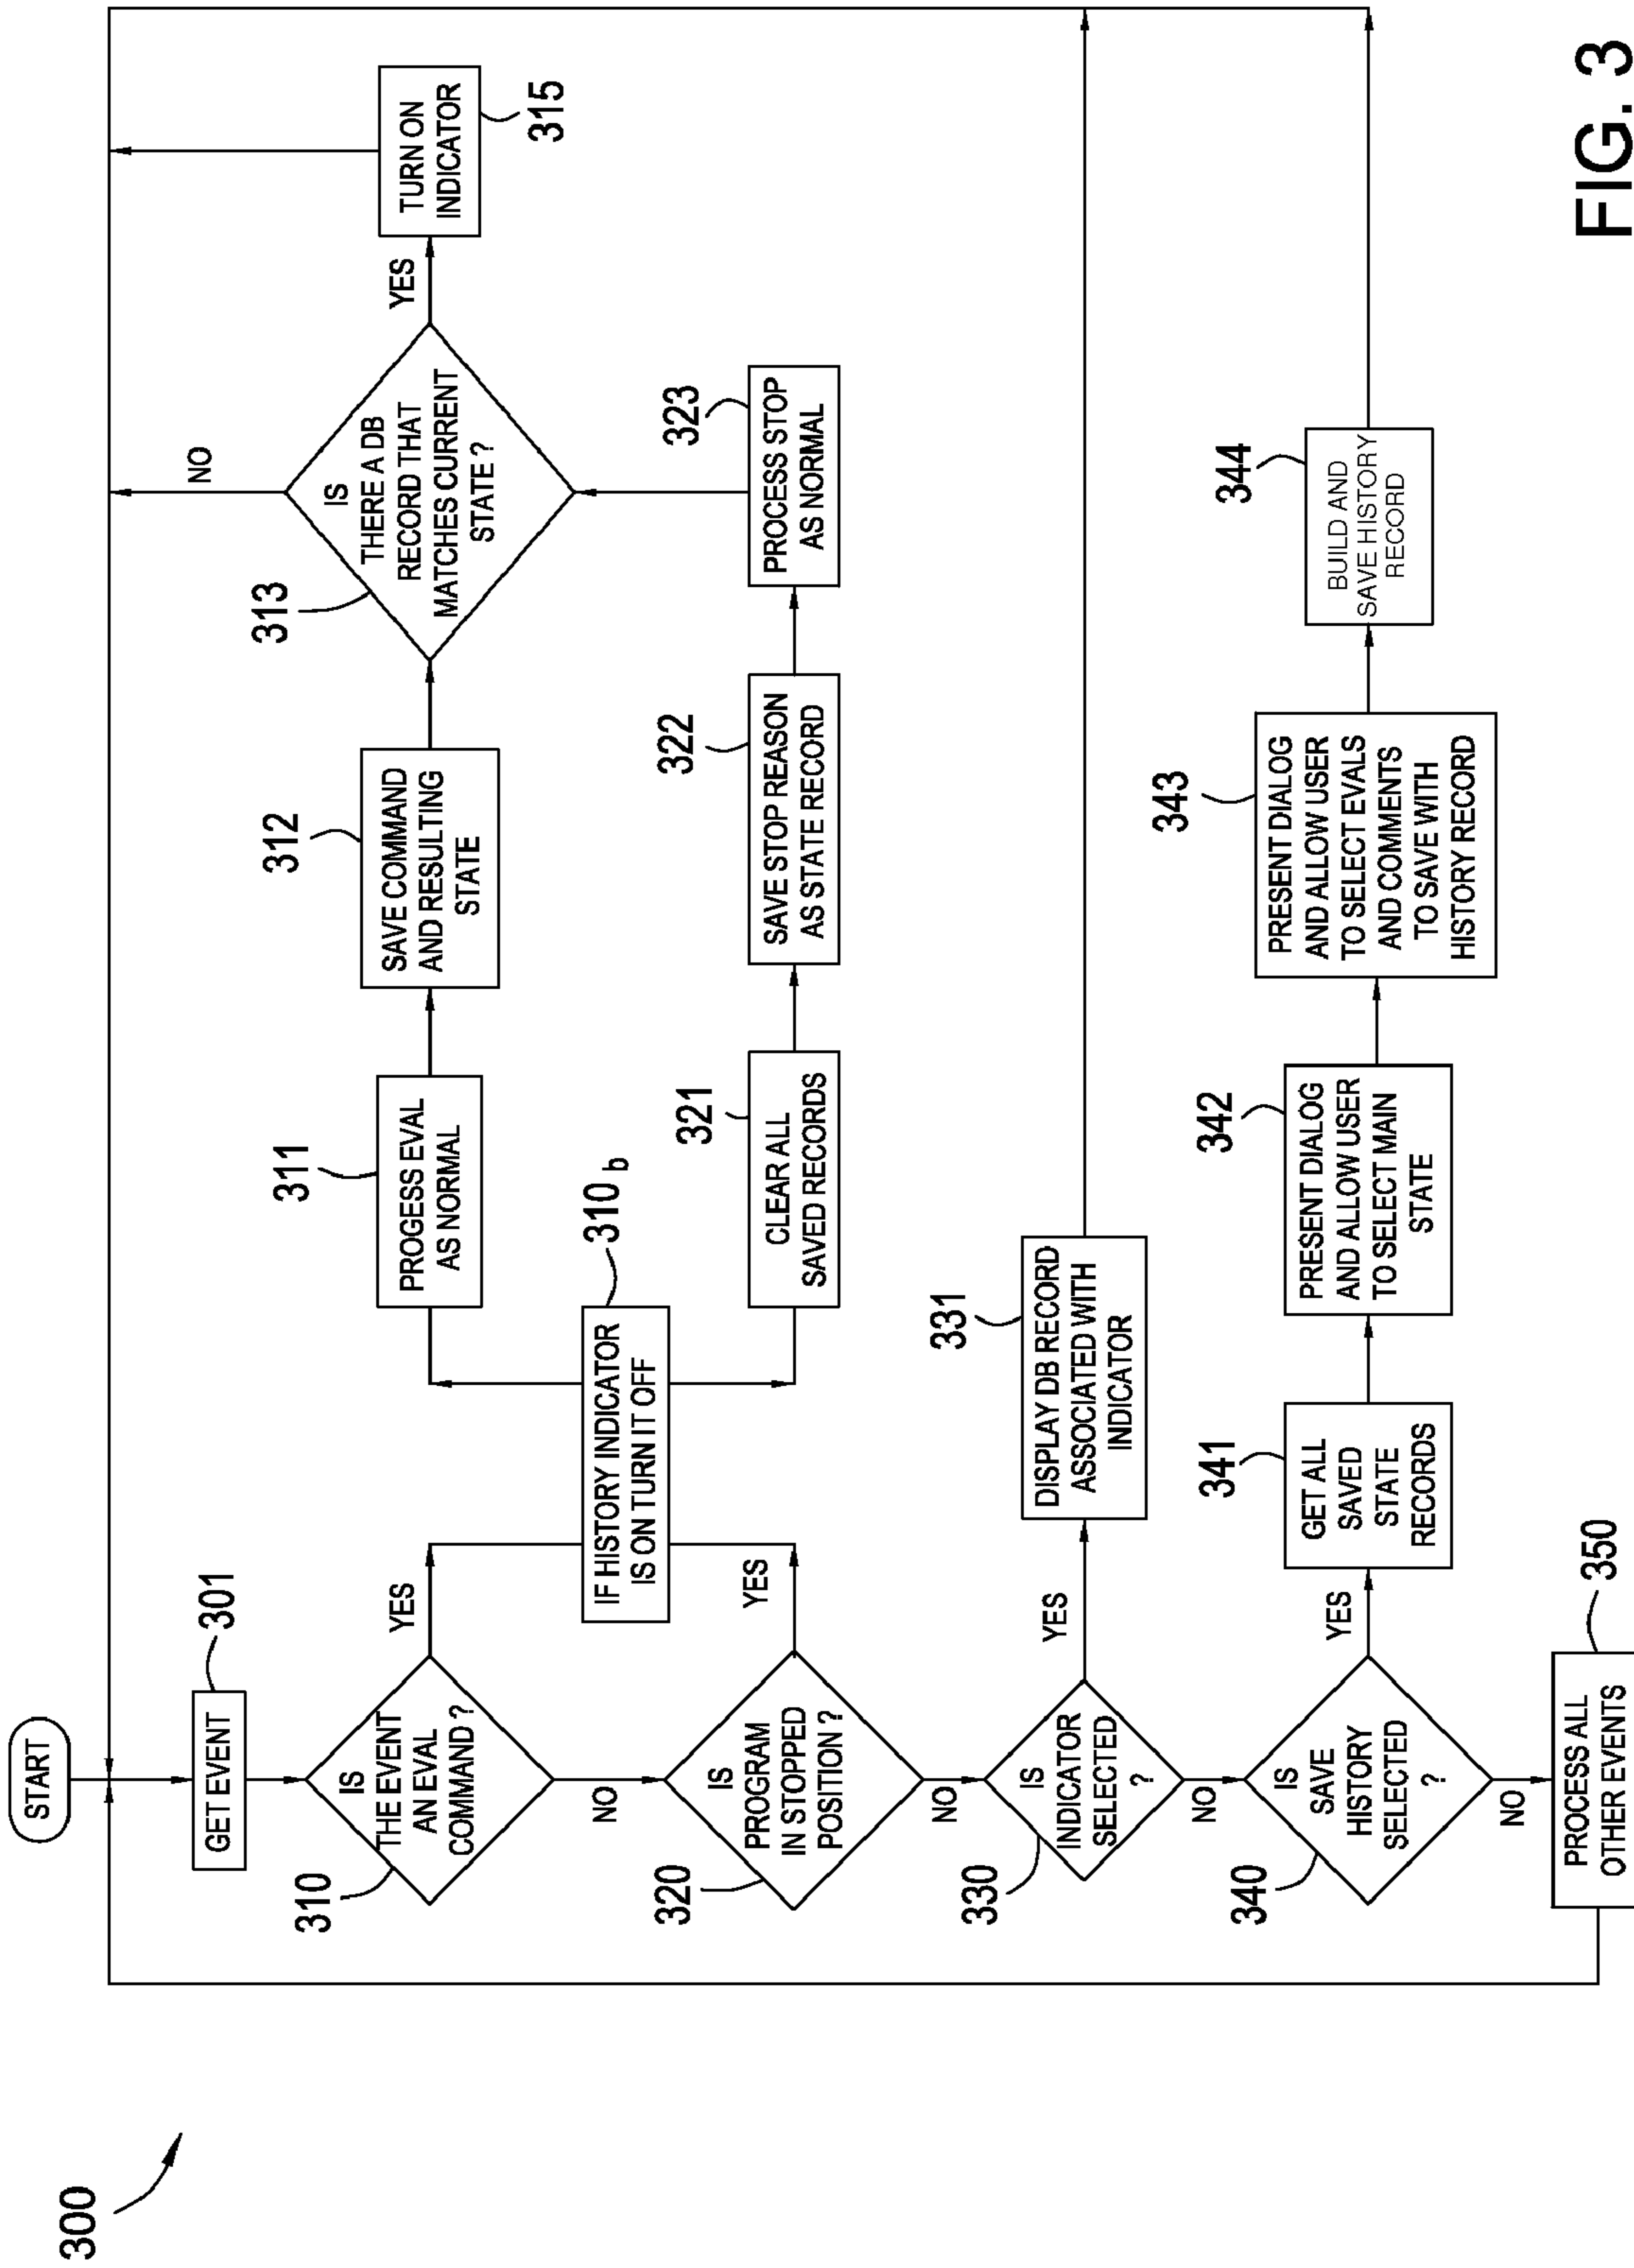 300
START
GET EVENT
301
IS
THE EVENT
AN EVAL
COMMAND ?
310
YES
NO
IF HISTORY INDICATOR
IS ON TURN IT OFF
310 b
PROGESS EVAL
AS NORMAL
311
SAVE COMMAND
AND RESULTING
STATE
312
IS
THERE A DB
RECORD THAT
MATCHES CURRENT
STATE ?
313
NO
YES
TURN ON
INDICATOR
315
IS
PROGRAM
IN STOPPED
POSITION ?
320
YES
NO
CLEAR ALL
SAVED RECORDS
321
SAVE STOP REASON
AS STATE RECORD
322
PROCESS STOP
AS NORMAL
323
IS
INDICATOR
SELECTED
?
330
YES
NO
DISPLAY DB RECORD
ASSOCIATED WITH
INDICATOR
331
IS
SAVE
HISTORY
SELECTED
?
340
YES
NO
GET ALL
SAVED
STATE
RECORDS
341
PRESENT DIALOG
AND ALLOW USER
TO SELECT MAIN
STATE
342
PRESENT DIALOG
AND ALLOW USER
TO SELECT EVALS
AND COMMENTS
TO SAVE WITH
HISTORY RECORD
343
BUILD AND
SAVE HISTORY
RECORD
344
PROCESS ALL
OTHER EVENTS
350
FIG. 3